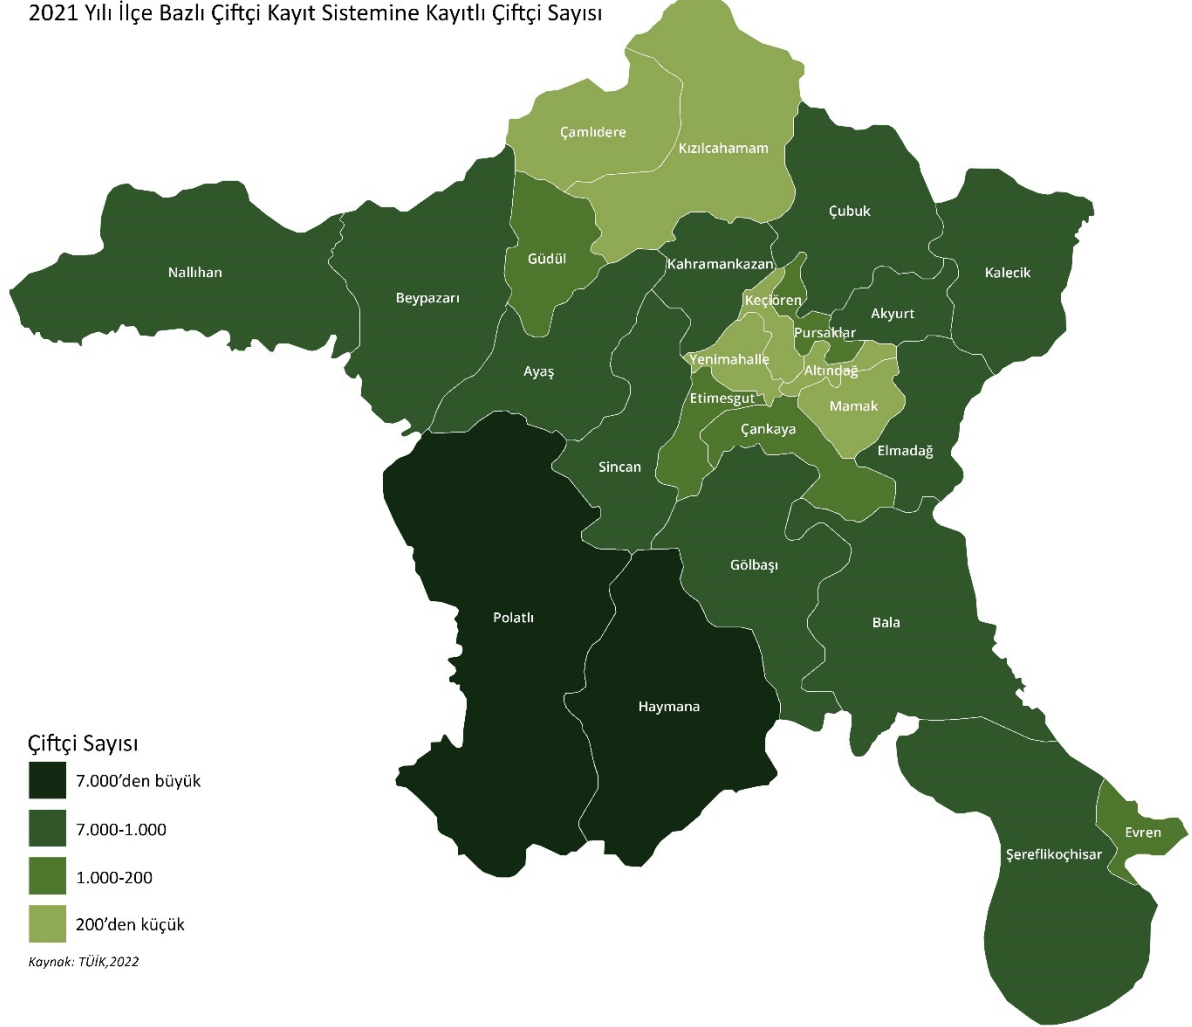 2021 Yılı İlçe Bazlı Çiftçi Kayıt Sistemine Kayıtlı Çiftçi Sayısı
Çamlıdere
Kızılcahamam
Çubuk
Güdül
Kahramankazan
Nallıhan
Kalecik
Beypazarı
Keçiören
Akyurt
Pursaklar
Yenimahalle
Ayaş
Altındağ
Etimesgut
Mamak
Çankaya
Elmadağ
Sincan
Gölbaşı
Polatlı
Bala
Haymana
Evren
Şereflikoçhisar
Çiftçi Sayısı
7.000’den büyük
7.000-1.000
1.000-200
200’den küçük
Kaynak: TÜİK,2022